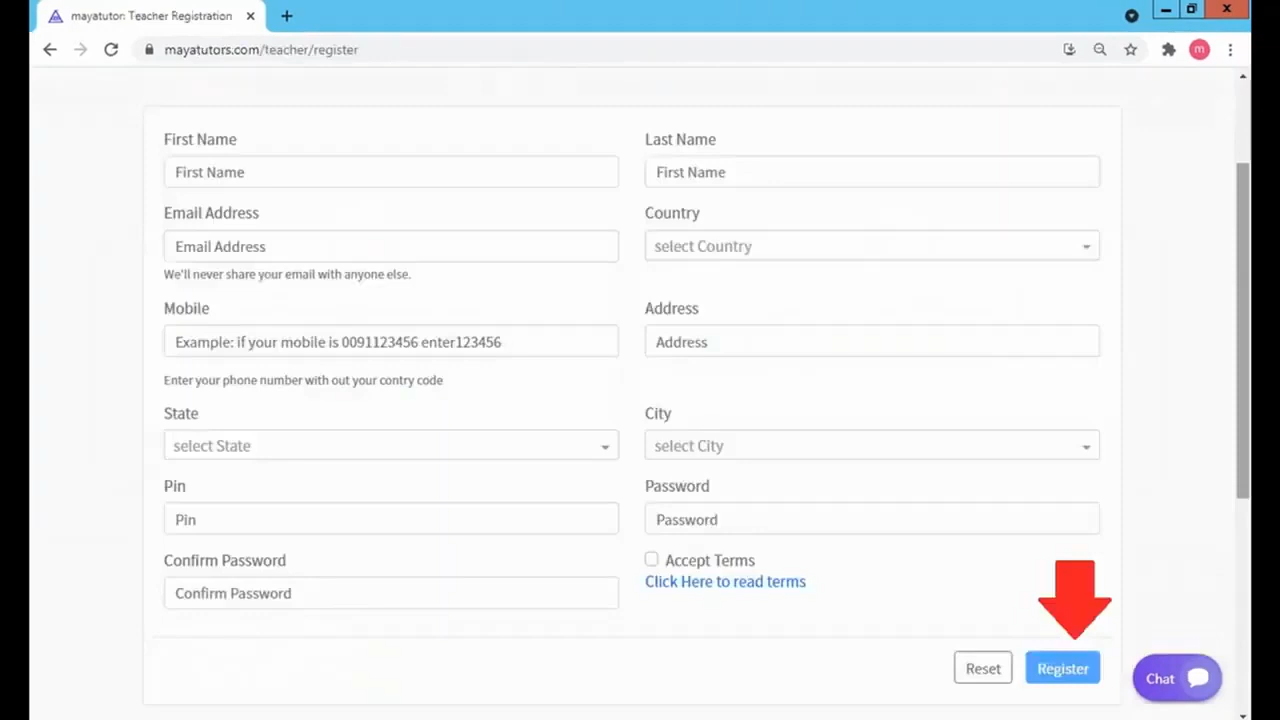 mayatutor: Teacher Registration
mayatutors.com/teacher/register
m
First Name
Last Name
First Name
First Name
Email Address
Country
Email Address
select Country
We'll never share your email with anyone else.
Mobile
Address
Example: if your mobile is 0091123456 enter123456
Address
Enter your phone number with out your contry code
State
City
select State
select City
Pin
Password
Pin
Password
Confirm Password
Accept Terms
Click Here to read terms
Confirm Password
Reset
Register
Chat